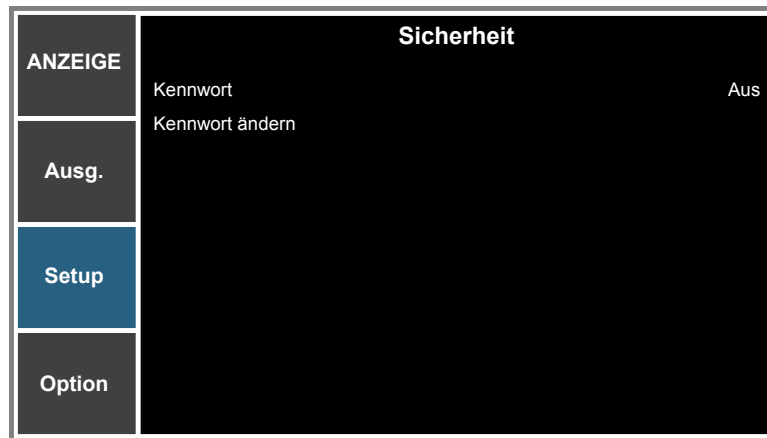 ANZEIGE
Ausg.
Setup
Option
Sicherheit
Kennwort Aus
Kennwort ändern